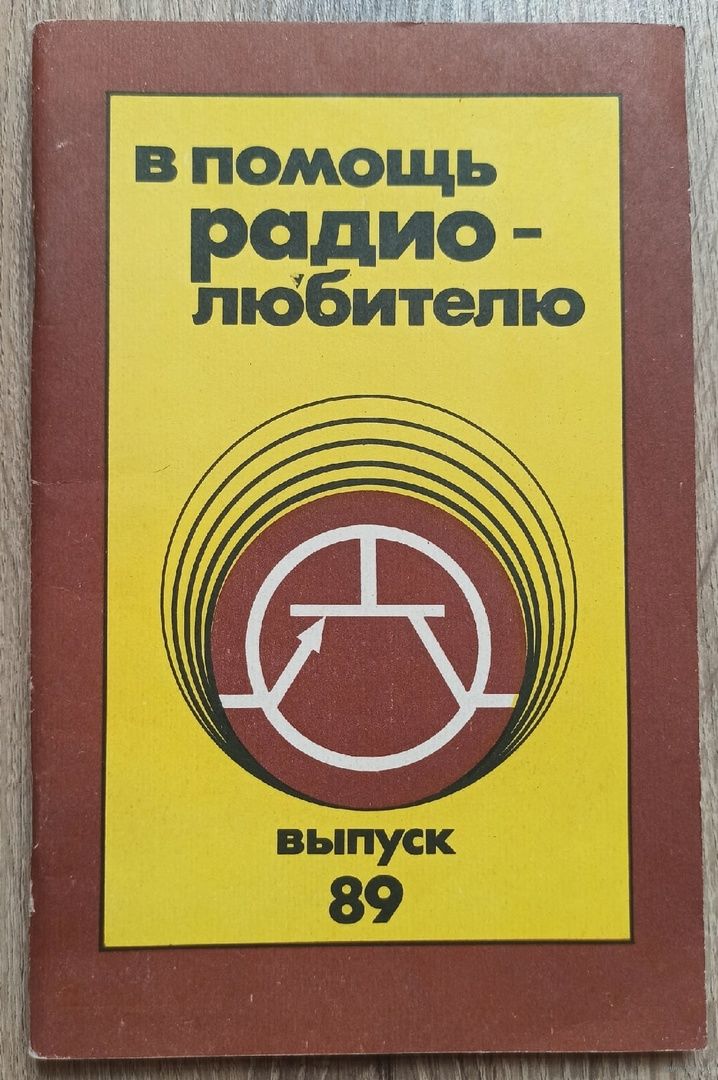 в помощь
радио-
любителю
выпуск
89